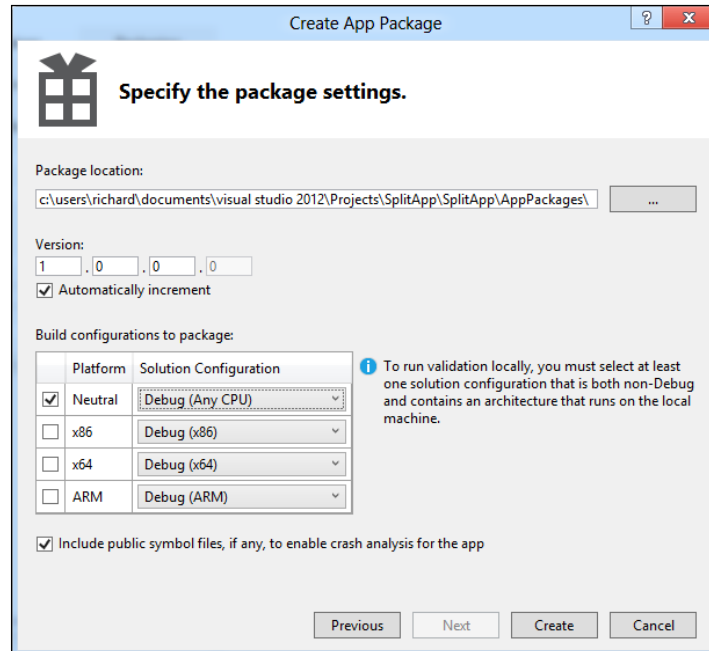 Create App Package
?
x
Specify the package settings.
Package location:
c:\users\richard\documents\visual studio 2012\Projects\SplitApp\SplitApp\AppPackages\
...
Version:
1 . 0 . 0 . 0
Automatically increment
Build configurations to package:
Platform Solution Configuration
Neutral Debug (Any CPU)
x86 Debug (x86)
x64 Debug (x64)
ARM Debug (ARM)
To run validation locally, you must select at least
one solution configuration that is both non-Debug
and contains an architecture that runs on the local
machine.
Include public symbol files, if any, to enable crash analysis for the app
Previous Next Create Cancel